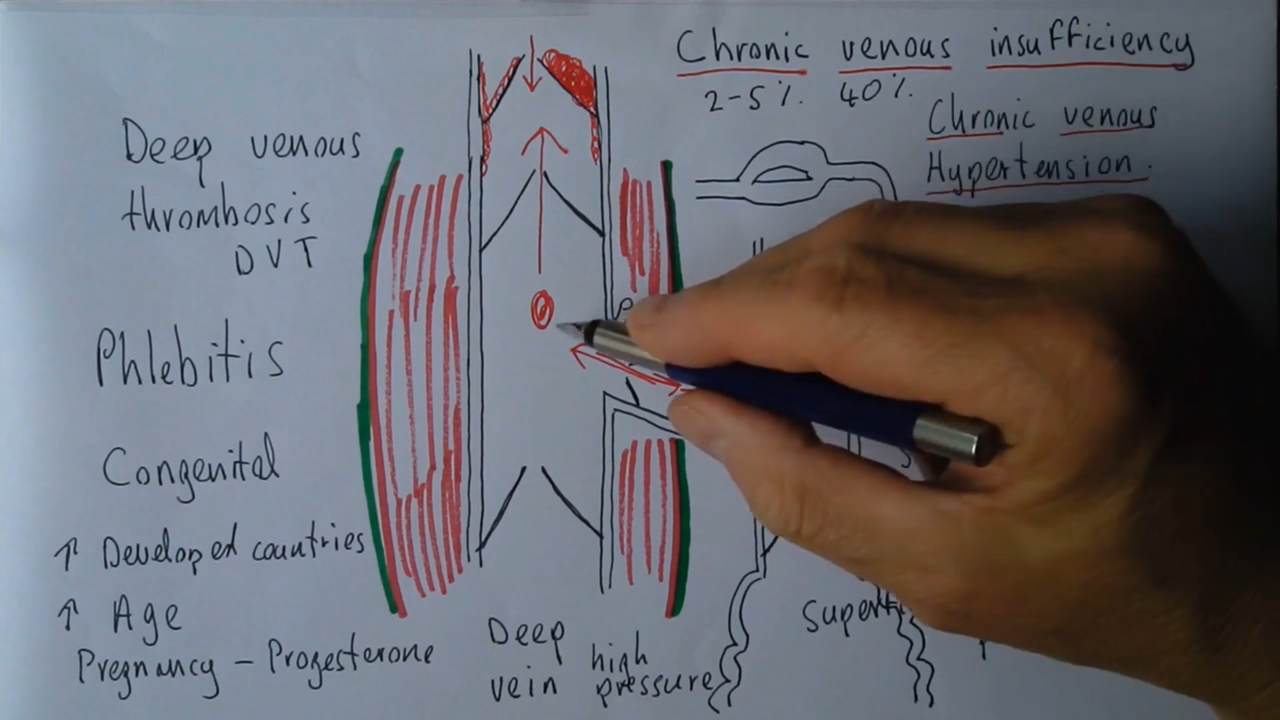 Chronic venous insufficiency
2-5%. 40%.
Chronic venous
Hypertension.
Deep venous
thrombosis
DVT
Phlebitis
Congenital
↑ Developed countries
↑ Age
Pregnancy - Progesterone
Deep
vein
high
pressure